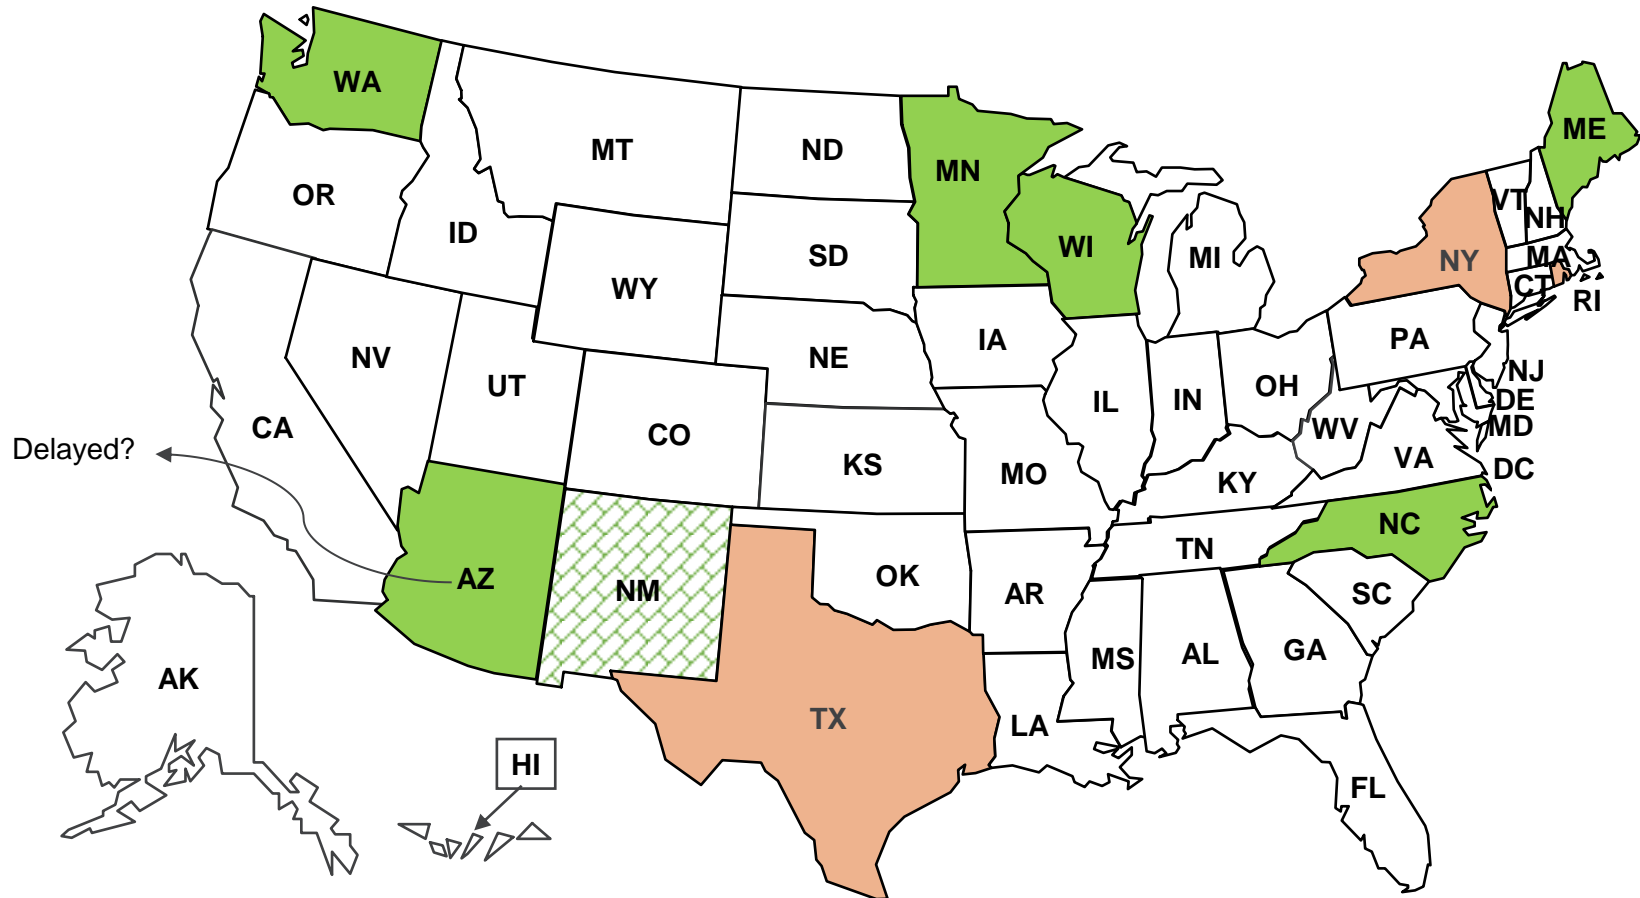 WA
ME
MT
ND
MN
OR
VT
NH
ID
WI
SD
MI
NY
MA
WY
CT
RI
IA
PA
NV
NE
NJ
UT
OH
IL
IN
DE
CA
CO
WV
MD
Delayed?
KS
VA
DC
MO
KY
NC
TN
AZ
NM
OK
AR
SC
MS
AL
GA
AK
TX
LA
HI
FL